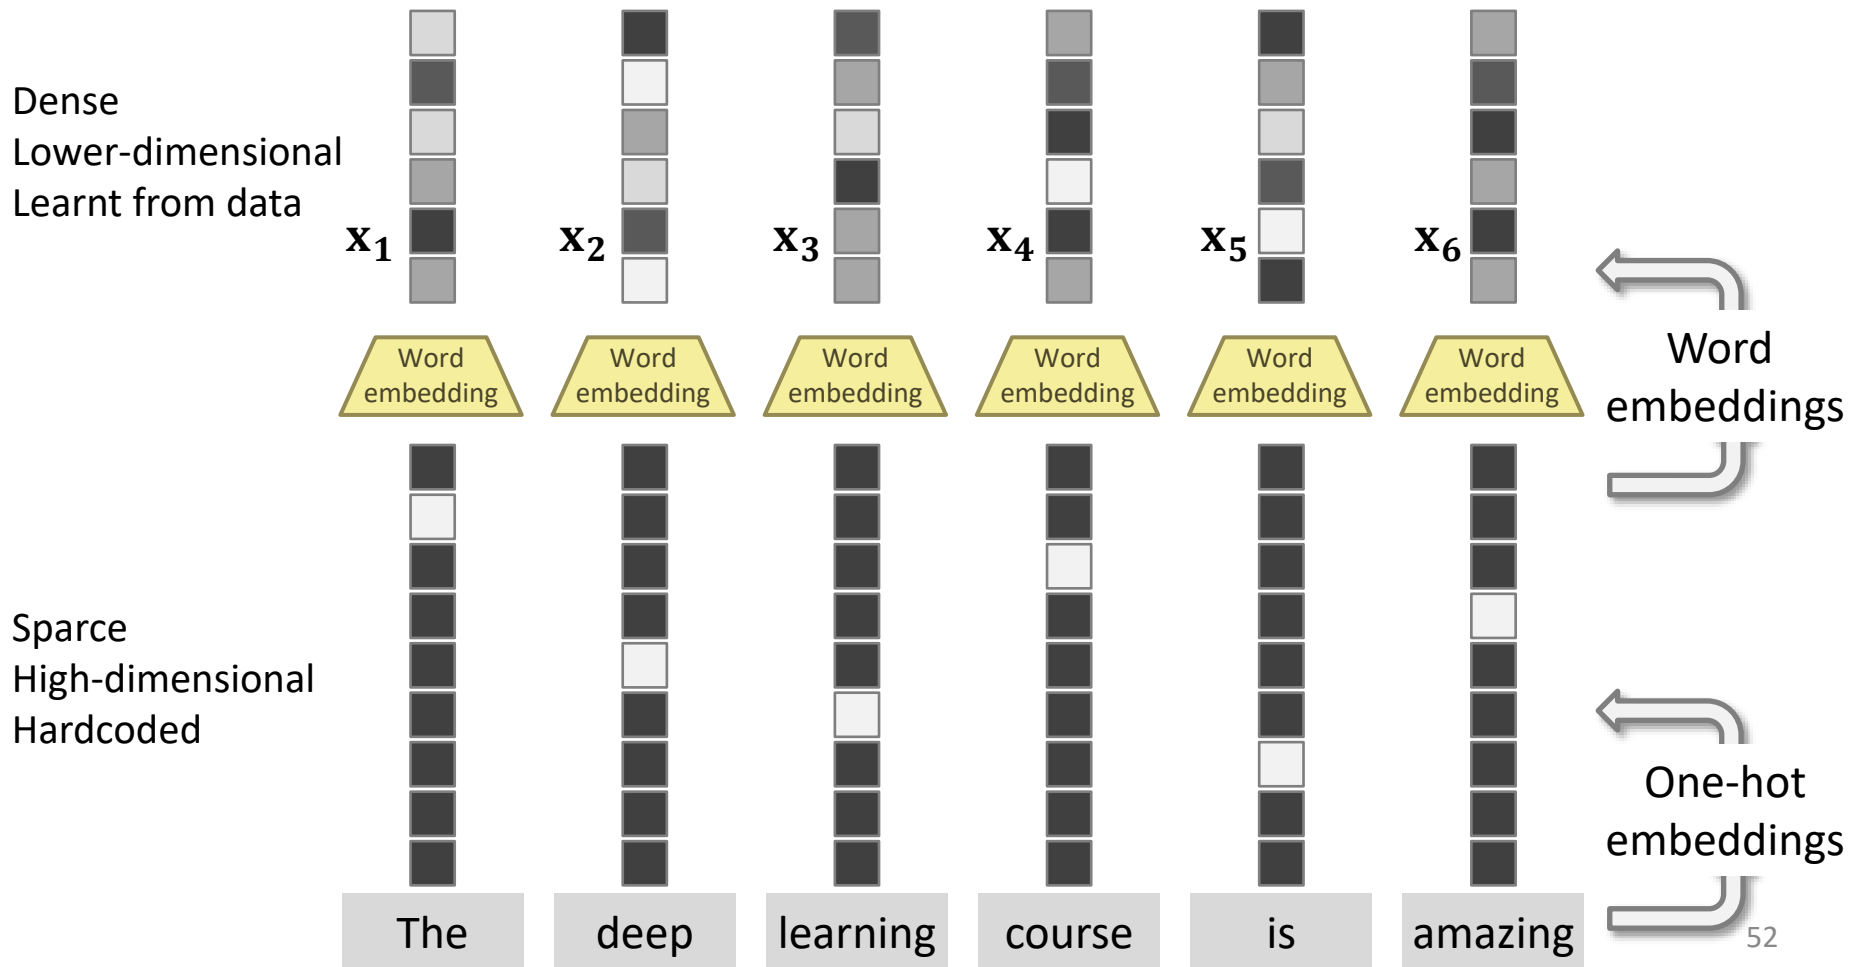 Dense
Lower-dimensional
Learnt from data
x₁ x₂ x₃ x₄ x₅ x₆
Word embedding
Word embedding
Word embedding
Word embedding
Word embedding
Word embedding
Word
embeddings
Sparce
High-dimensional
Hardcoded
One-hot
embeddings
The deep learning course is amazing
52